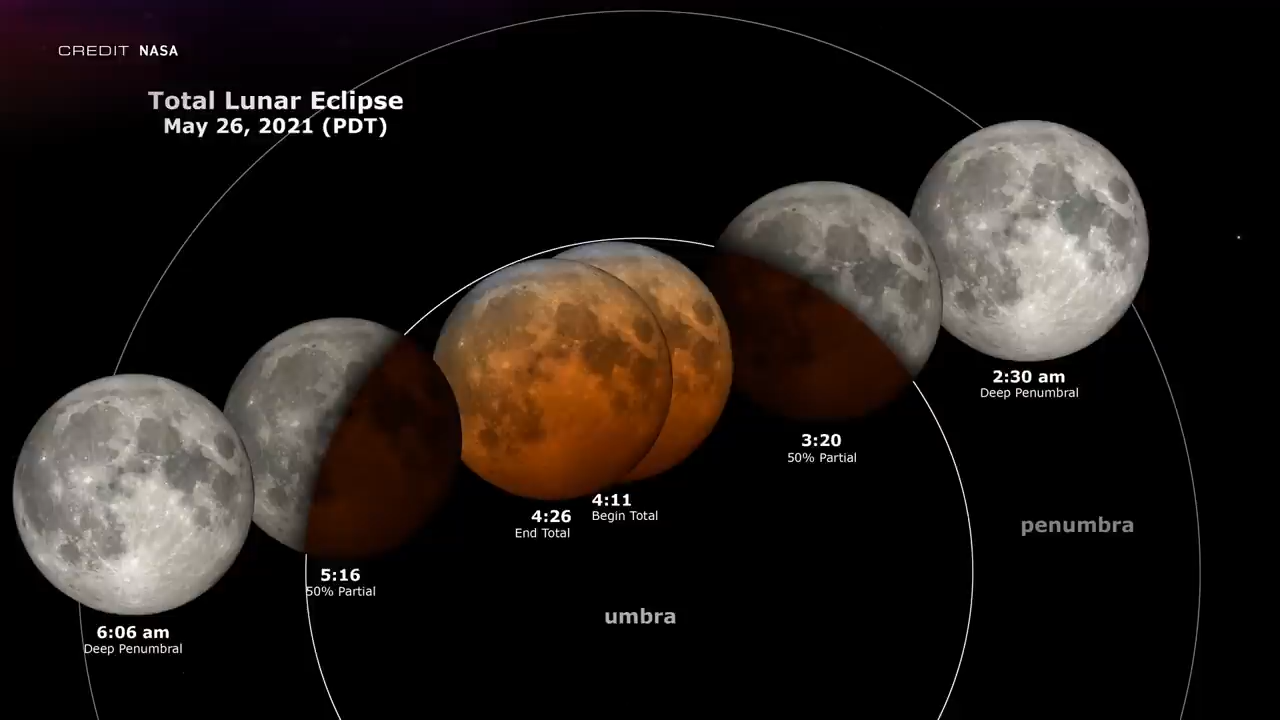 CREDIT NASA
Total Lunar Eclipse
May 26, 2021 (PDT)
2:30 am
Deep Penumbral
3:20
50% Partial
4:11
Begin Total
4:26
End Total
5:16
50% Partial
6:06 am
Deep Penumbral
penumbra
umbra